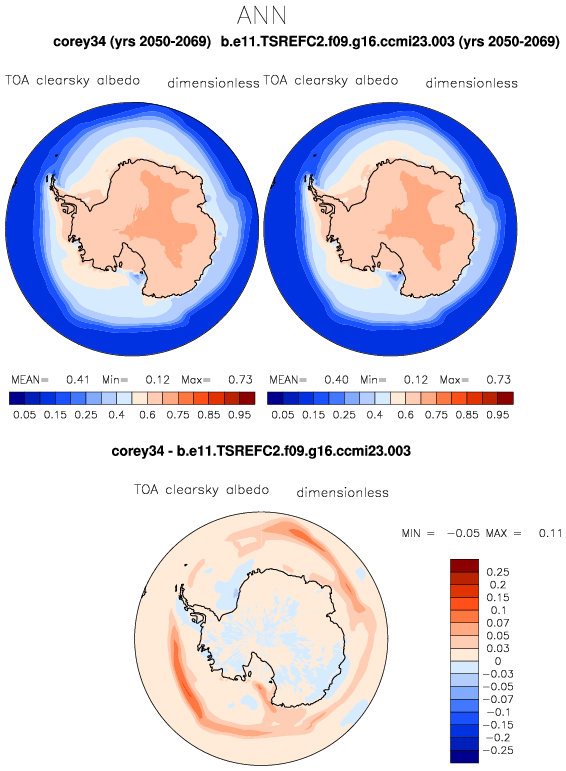 ANN
corey34 (yrs 2050-2069) b.e11.TSREFC2.f09.g16.ccmi23.003 (yrs 2050-2069)
TOA clearsky albedo dimensionless TOA clearsky albedo dimensionless
MEAN= 0.41 Min= 0.12 Max= 0.73 MEAN= 0.40 Min= 0.12 Max= 0.73
0.05 0.15 0.25 0.4 0.6 0.75 0.85 0.95 0.05 0.15 0.25 0.4 0.6 0.75 0.85 0.95
corey34 - b.e11.TSREFC2.f09.g16.ccmi23.003
TOA clearsky albedo dimensionless
MIN = -0.05 MAX = 0.11
0.25
0.2
0.15
0.1
0.07
0.05
0.03
0
-0.03
-0.05
-0.07
-0.1
-0.15
-0.2
-0.25